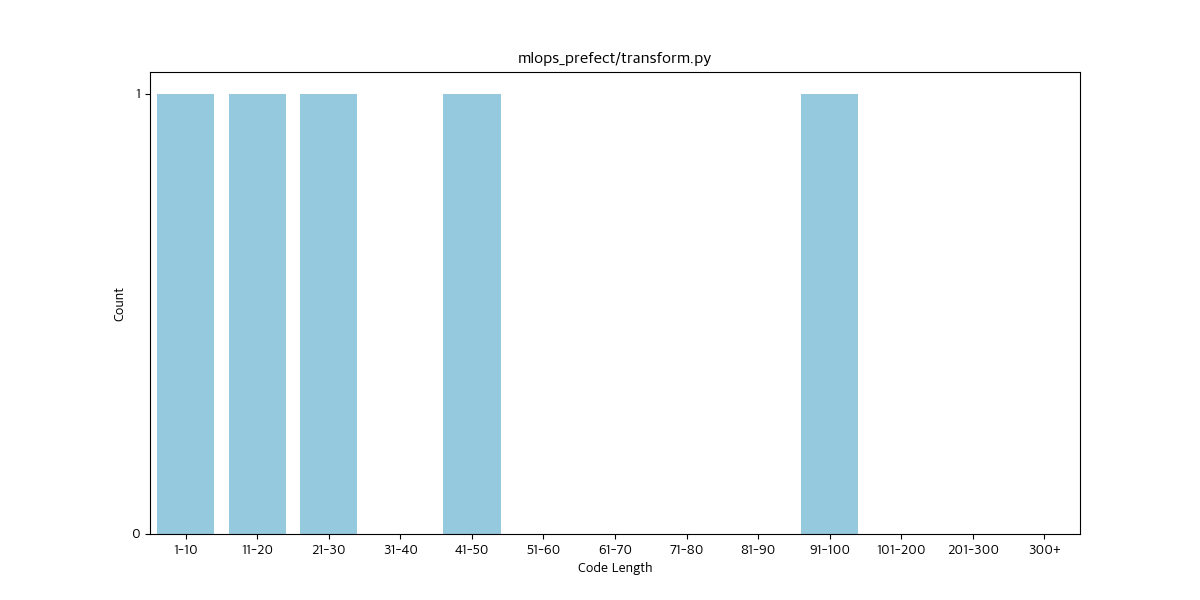 mlops_prefect/transform.py
1
Count
0
1-10 11-20 21-30 31-40 41-50 51-60 61-70 71-80 81-90 91-100 101-200 201-300 300+
Code Length